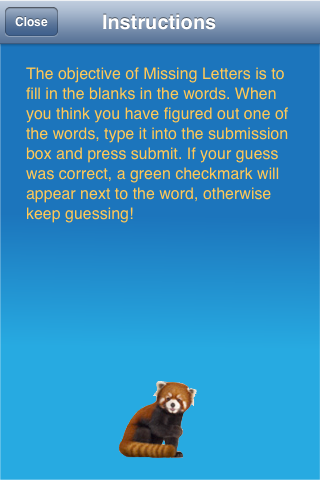 Close
Instructions
The objective of Missing Letters is to
fill in the blanks in the words. When
you think you have figured out one of
the words, type it into the submission
box and press submit. If your guess
was correct, a green checkmark will
appear next to the word, otherwise
keep guessing!